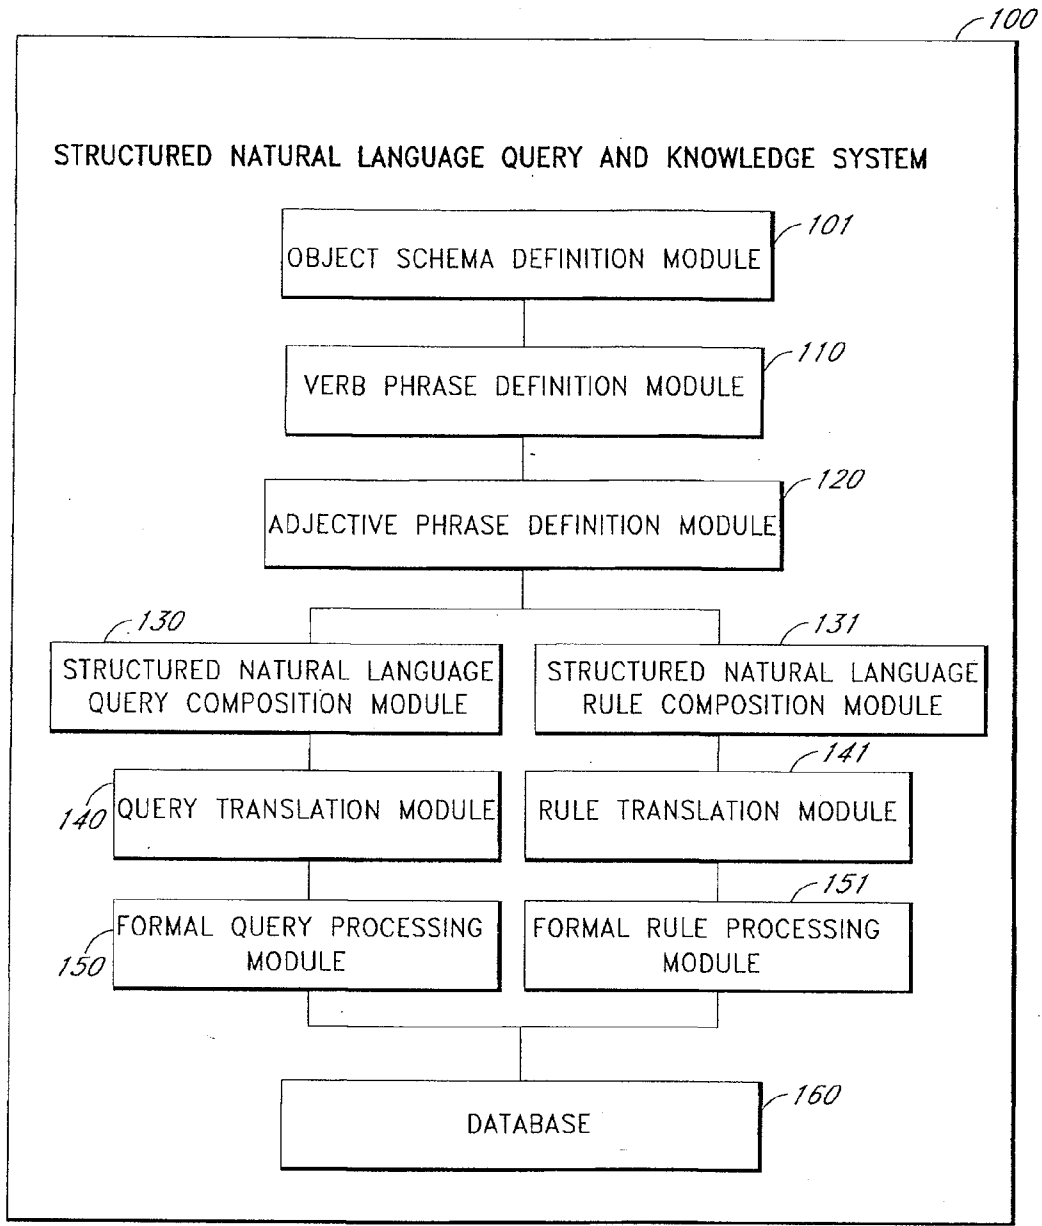 100
STRUCTURED NATURAL LANGUAGE QUERY AND KNOWLEDGE SYSTEM
101
OBJECT SCHEMA DEFINITION MODULE
110
VERB PHRASE DEFINITION MODULE
120
ADJECTIVE PHRASE DEFINITION MODULE
130
STRUCTURED NATURAL LANGUAGE
QUERY COMPOSITION MODULE
131
STRUCTURED NATURAL LANGUAGE
RULE COMPOSITION MODULE
140
QUERY TRANSLATION MODULE
141
RULE TRANSLATION MODULE
150
FORMAL QUERY PROCESSING
MODULE
151
FORMAL RULE PROCESSING
MODULE
160
DATABASE